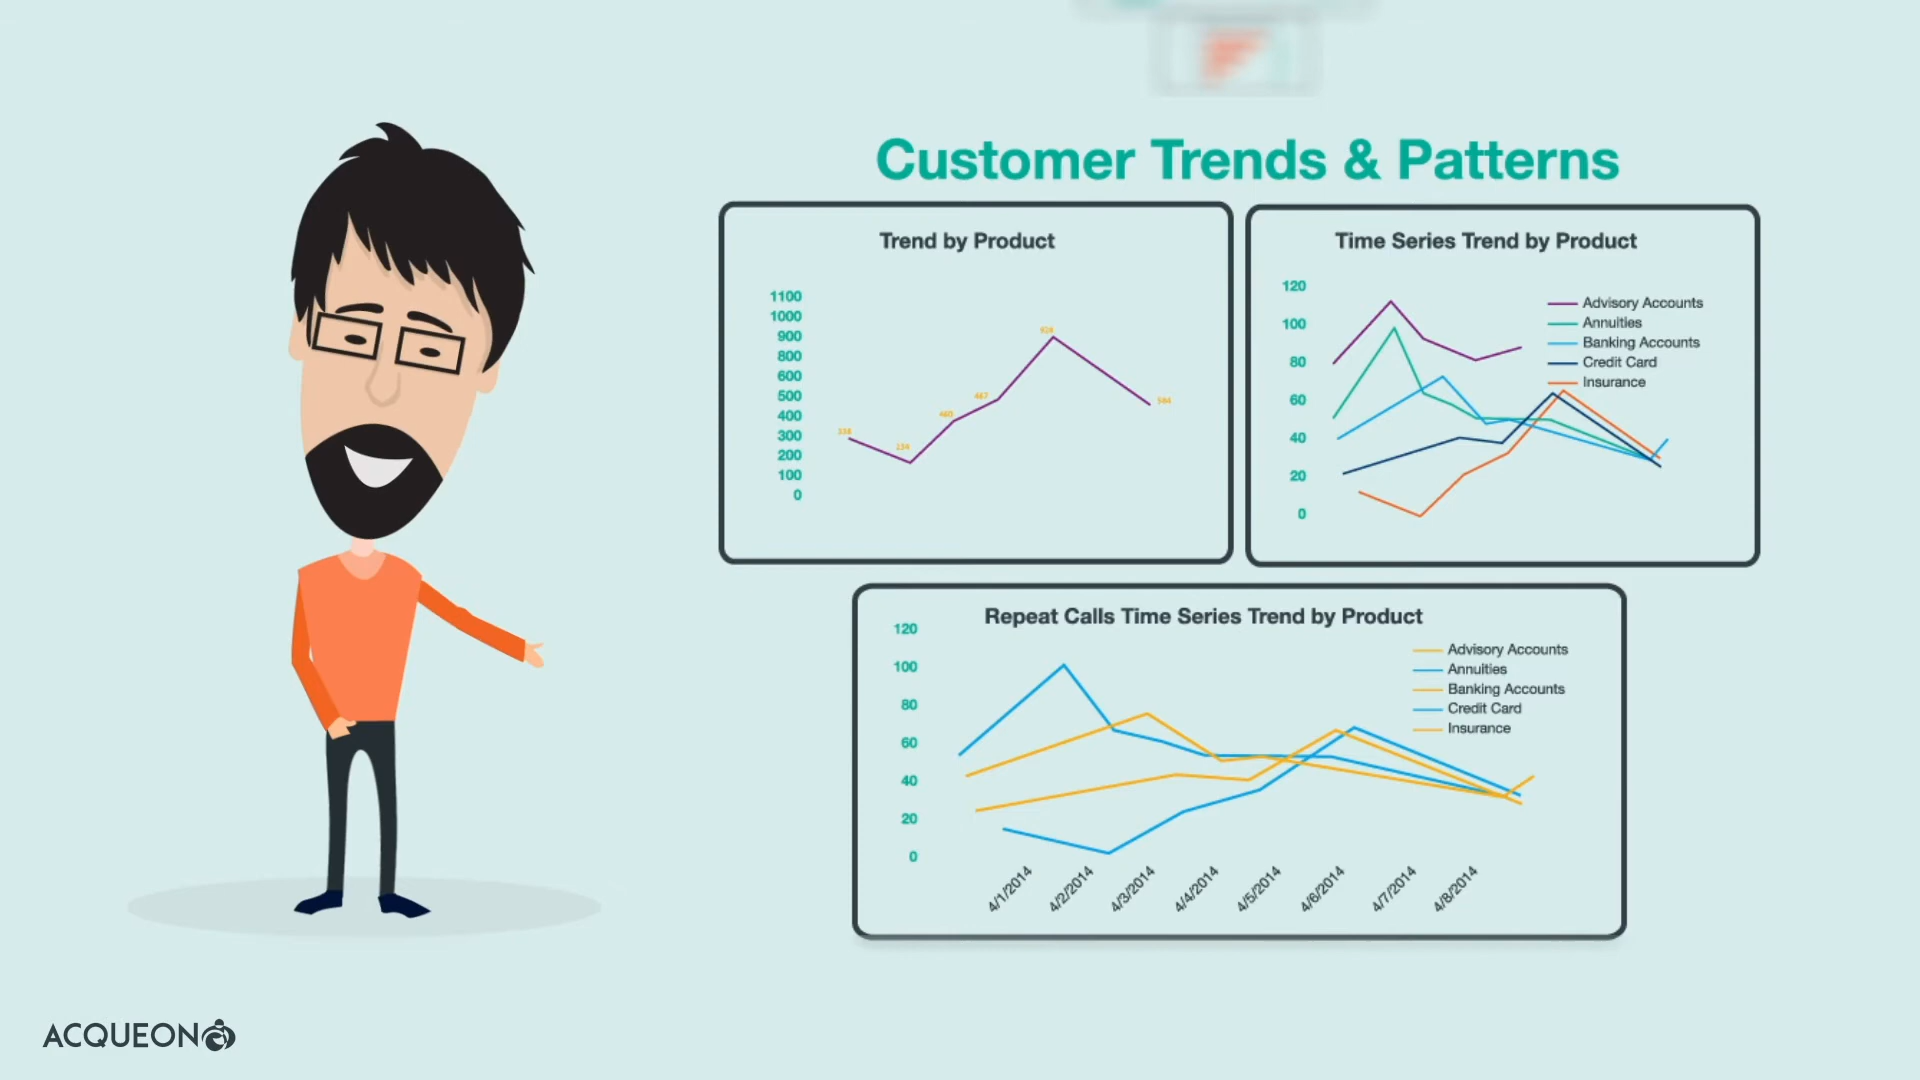 Customer Trends & Patterns
Trend by Product
1100
1000
900
800
600
500
400
300
200
100
0
Time Series Trend by Product
120
100
80
60
40
20
0
Advisory Accounts
Annuities
Banking Accounts
Credit Card
Insurance
Repeat Calls Time Series Trend by Product
120
100
80
60
40
20
0
Advisory Accounts
Annuities
Banking Accounts
Credit Card
Insurance
4/1/2014
4/2/2014
4/3/2014
4/4/2014
4/5/2014
4/6/2014
4/7/2014
4/8/2014
ACQUEON